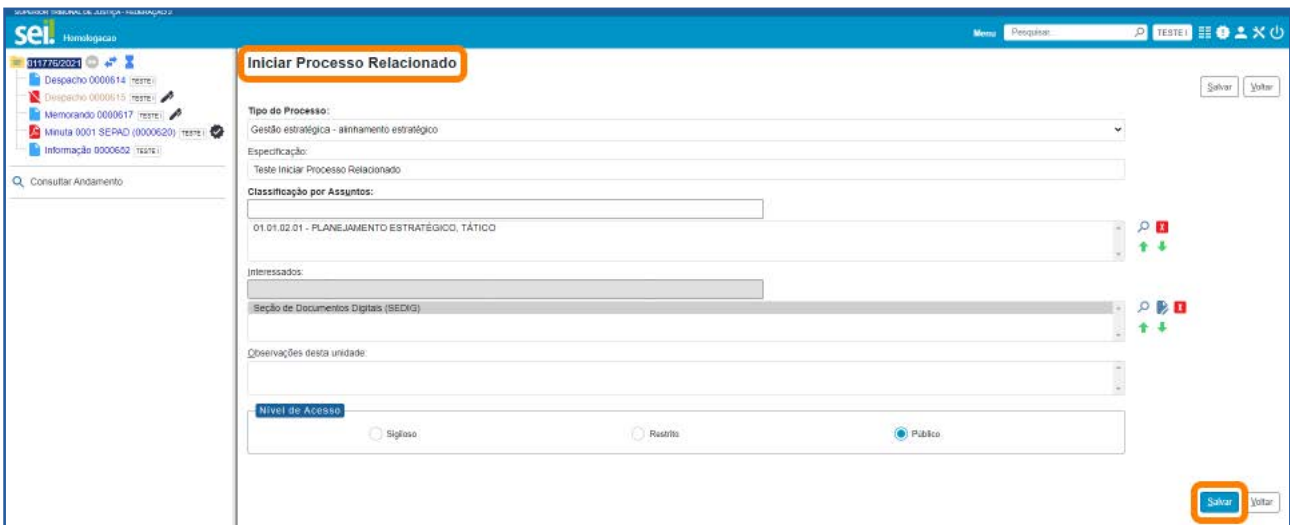 SUPERIOR TRIBUNAL DE JUSTIÇA - FEDERAÇÃO 3
sei! Homologacao
Menu Pesquisar... TESTE I
011776/2021
Despacho 0000614 TESTE I
Despacho 0000615 TESTE I
Memorando 0000617 TESTE I
Minuta 0001 SEPAD (0000620) TESTE I
Informação 0000652 TESTE I
Consultar Andamento
Iniciar Processo Relacionado
Salvar Voltar
Tipo do Processo:
Gestão estratégica - alinhamento estratégico
Especificação:
Teste Iniciar Processo Relacionado
Classificação por Assuntos:
01.01.02.01 - PLANEJAMENTO ESTRATÉGICO, TÁTICO
Interessados:
Seção de Documentos Digitais (SEDIG)
Observações desta unidade:
Nível de Acesso
Sigiloso Restrito Público
Salvar Voltar